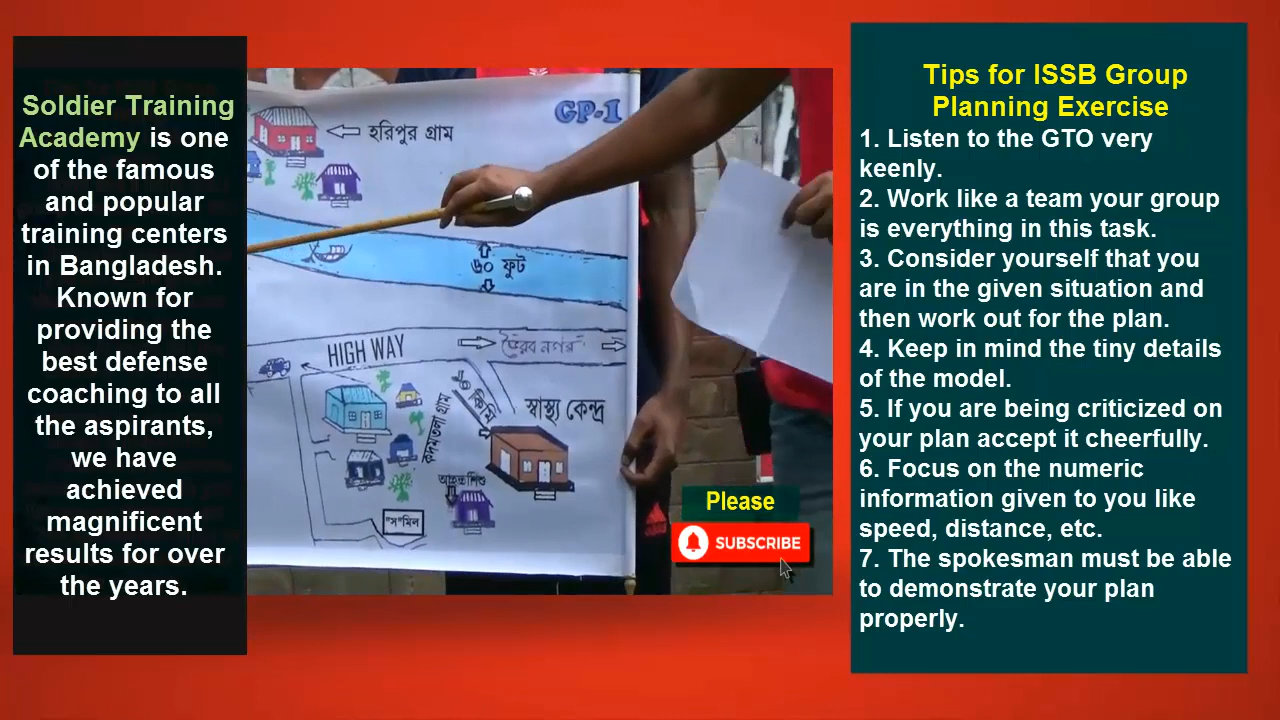 Soldier Training
Academy is one
of the famous
and popular
training centers
in Bangladesh.
Known for
providing the
best defense
coaching to all
the aspirants,
we have
achieved
magnificent
results for over
the years.
GP-1
হরিপুর গ্রাম
৬০ ফুট
HIGH WAY
ভৈরব নগর
স্বাস্থ্য কেন্দ্র
কদমতলা গ্রাম
আহত শিশু
"স" মিল
Please
SUBSCRIBE
Tips for ISSB Group
Planning Exercise
1. Listen to the GTO very
keenly.
2. Work like a team your group
is everything in this task.
3. Consider yourself that you
are in the given situation and
then work out for the plan.
4. Keep in mind the tiny details
of the model.
5. If you are being criticized on
your plan accept it cheerfully.
6. Focus on the numeric
information given to you like
speed, distance, etc.
7. The spokesman must be able
to demonstrate your plan
properly.